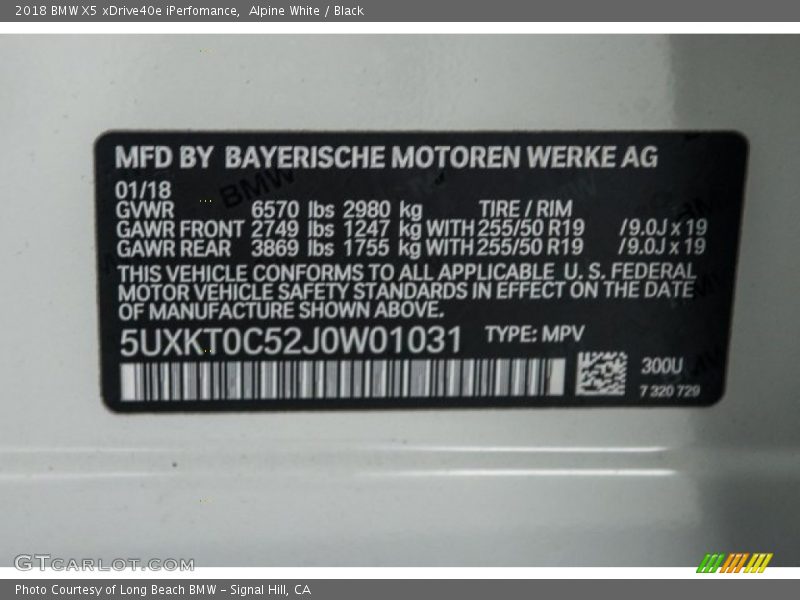 2018 BMW X5 xDrive40e iPerfomance, Alpine White / Black
MFD BY BAYERISCHE MOTOREN WERKE AG
01/18
GVWR 6570 lbs 2980 kg TIRE / RIM
GAWR FRONT 2749 lbs 1247 kg WITH 255/50 R19 /9.0J x 19
GAWR REAR 3869 lbs 1755 kg WITH 255/50 R19 /9.0J x 19
THIS VEHICLE CONFORMS TO ALL APPLICABLE U. S. FEDERAL
MOTOR VEHICLE SAFETY STANDARDS IN EFFECT ON THE DATE
OF MANUFACTURE SHOWN ABOVE.
5UXKT0C52J0W01031 TYPE: MPV
300U
7 320 729
GTCARLOT.COM
Photo Courtesy of Long Beach BMW – Signal Hill, CA